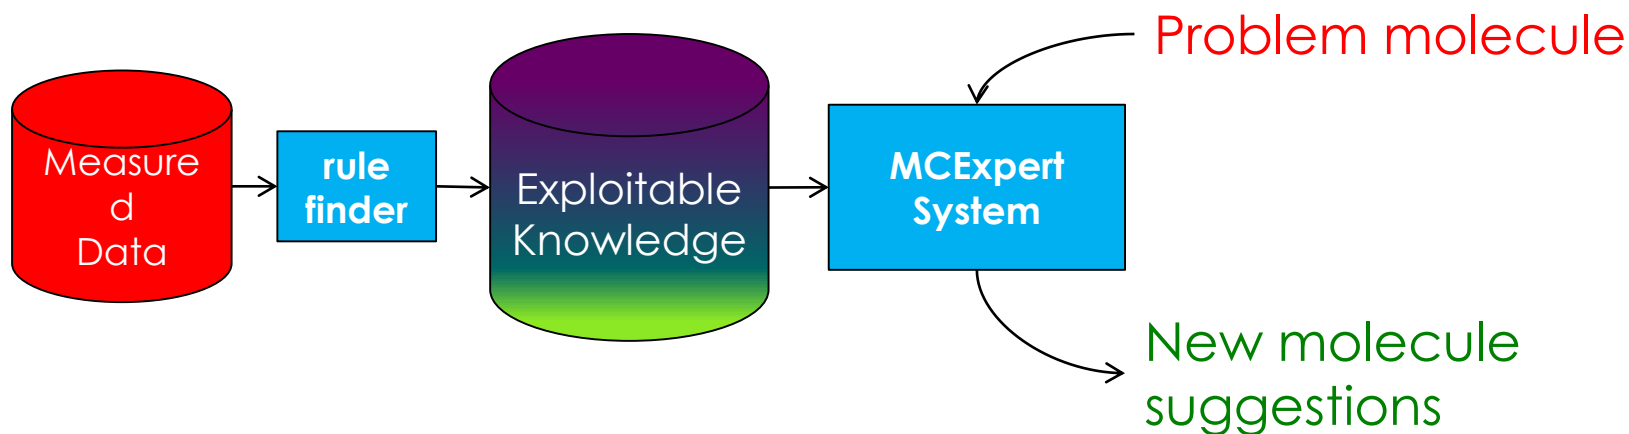 Problem molecule
Measure
d
Data
rule
finder
Exploitable
Knowledge
MCExpert
System
New molecule
suggestions